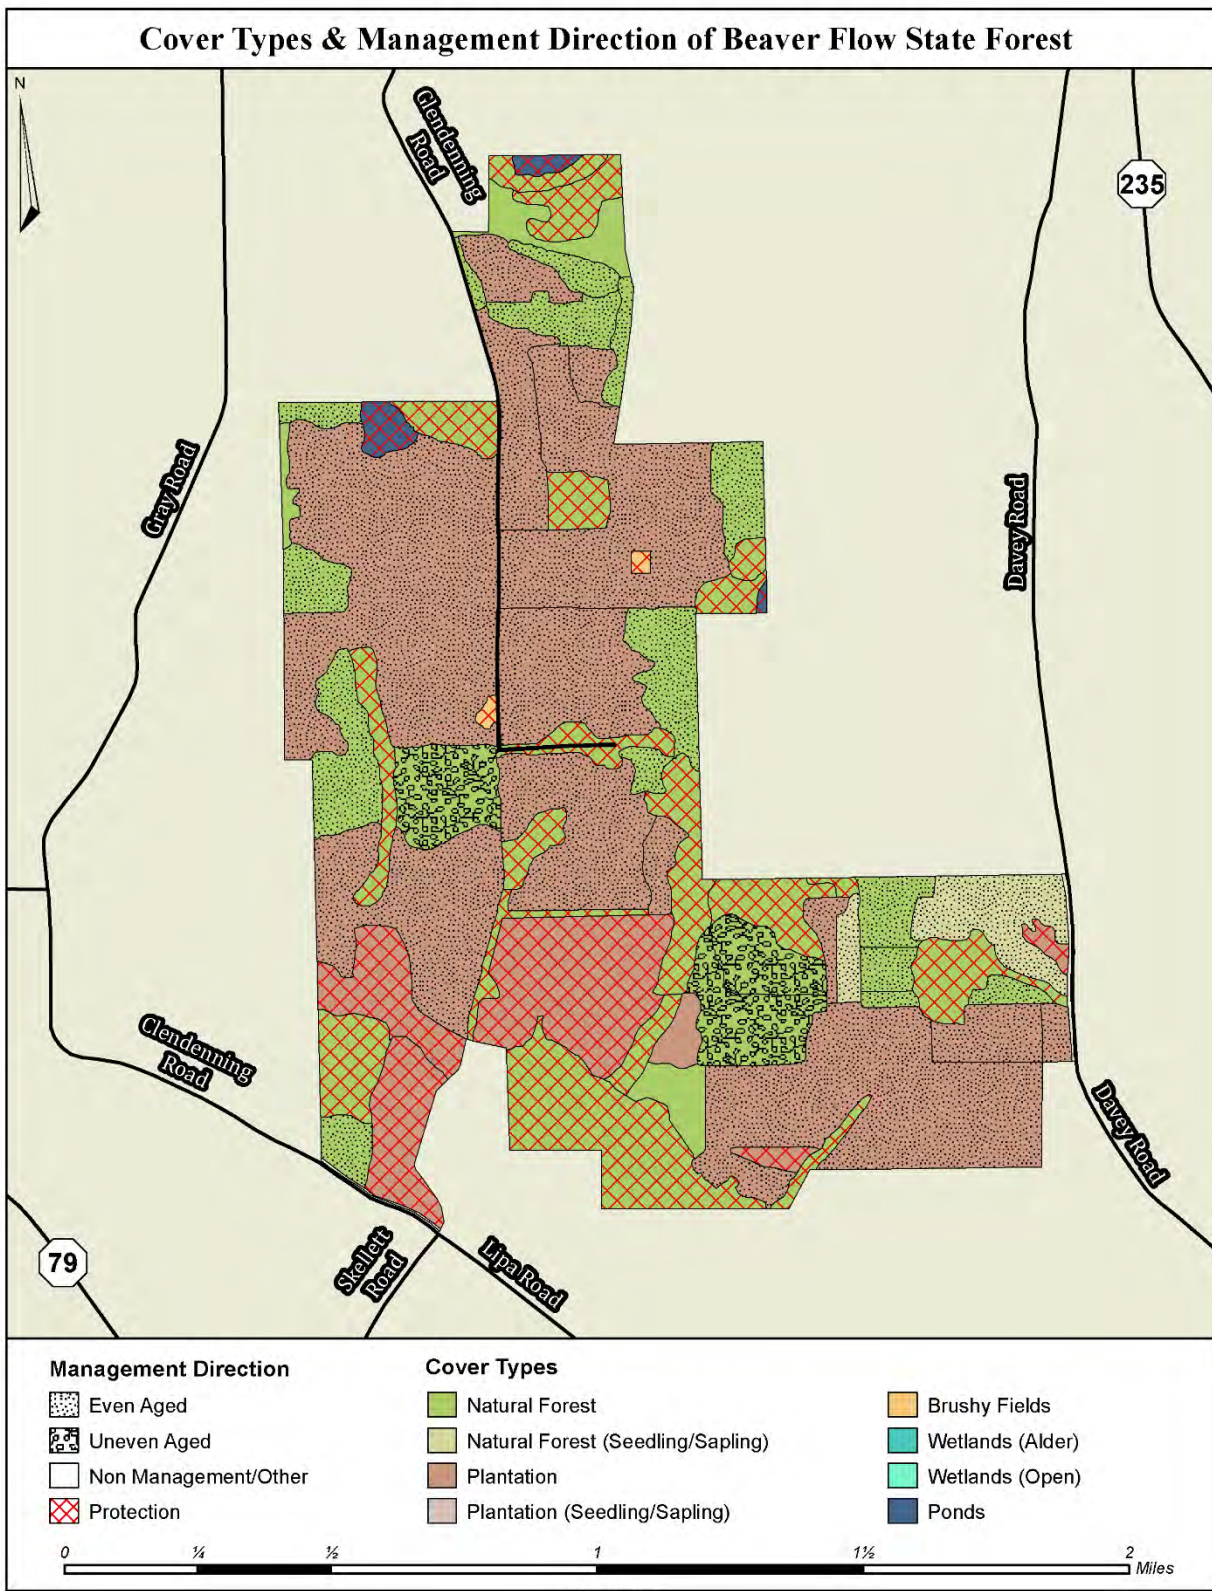 Cover Types & Management Direction of Beaver Flow State Forest
N
Glendenning
Road
235
Gray Road
Davey Road
Clendenning
Road
Davey Road
79
Skellett
Road
Lipa Road
Management Direction
Even Aged
Uneven Aged
Non Management/Other
Protection
Cover Types
Natural Forest
Natural Forest (Seedling/Sapling)
Plantation
Plantation (Seedling/Sapling)
Brushy Fields
Wetlands (Alder)
Wetlands (Open)
Ponds
0 ¼ ½ 1 1½ 2
Miles